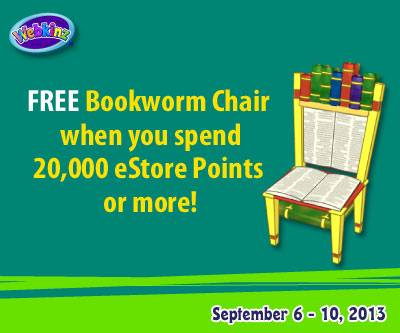 Webkinz
FREE Bookworm Chair
when you spend
20,000 eStore Points
or more!
September 6 - 10, 2013